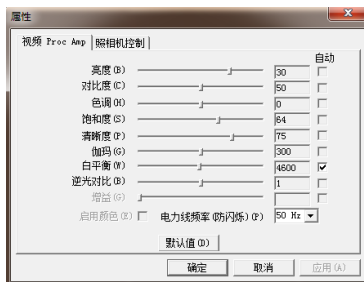 属性
视频 Proc Amp 照相机控制
自动
亮度(B) 30
对比度(C) 50
色调(H) 0
饱和度(S) 64
清晰度(P) 75
伽玛(G) 300
白平衡(W) 4600
逆光对比(B) 1
增益(G)
启用颜色(E) 电力线频率(防闪烁)(P) 50 Hz
默认值(D)
确定 取消 应用(A)